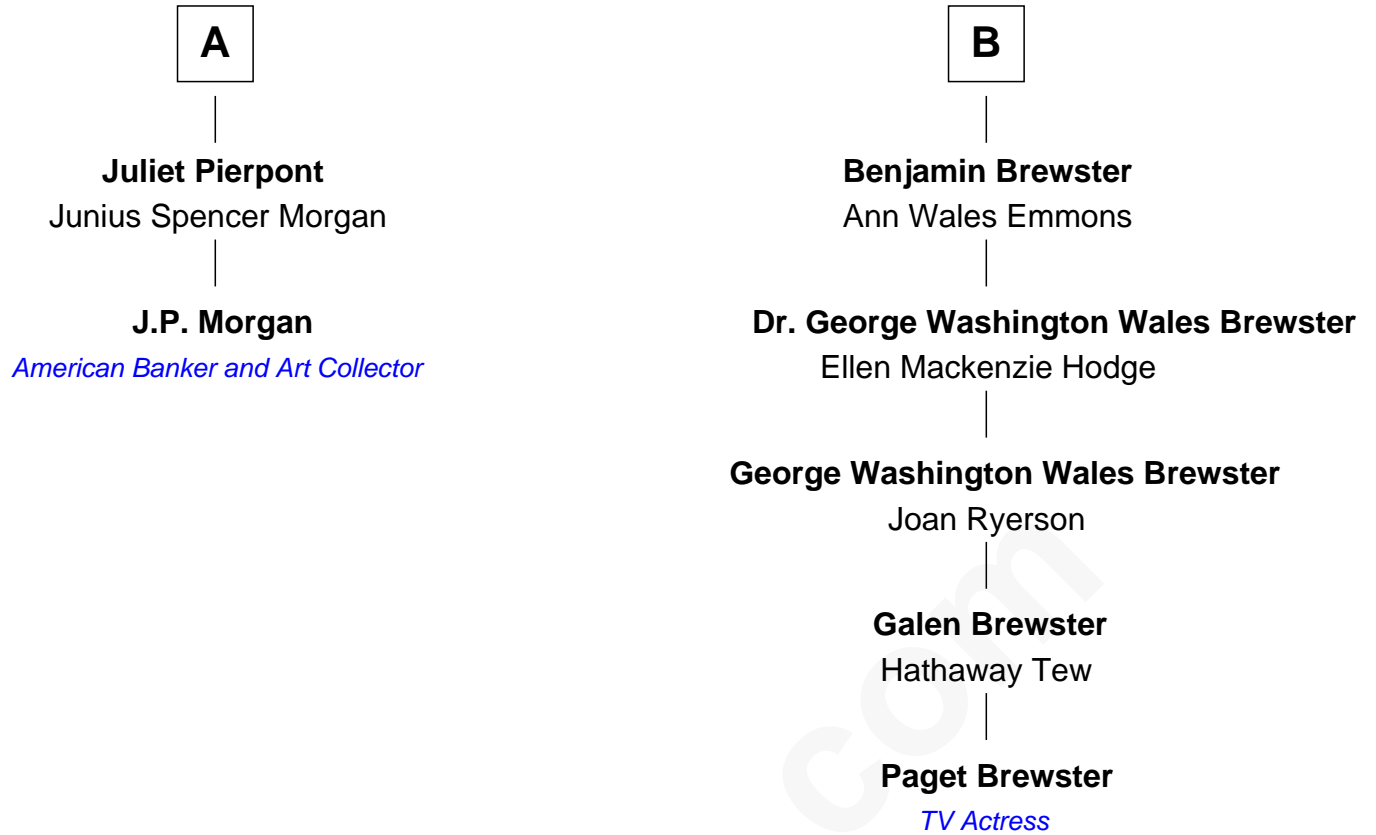 A
Juliet Pierpont
Junius Spencer Morgan
J.P. Morgan
American Banker and Art Collector
B
Benjamin Brewster
Ann Wales Emmons
Dr. George Washington Wales Brewster
Ellen Mackenzie Hodge
George Washington Wales Brewster
Joan Ryerson
Galen Brewster
Hathaway Tew
Paget Brewster
TV Actress
com